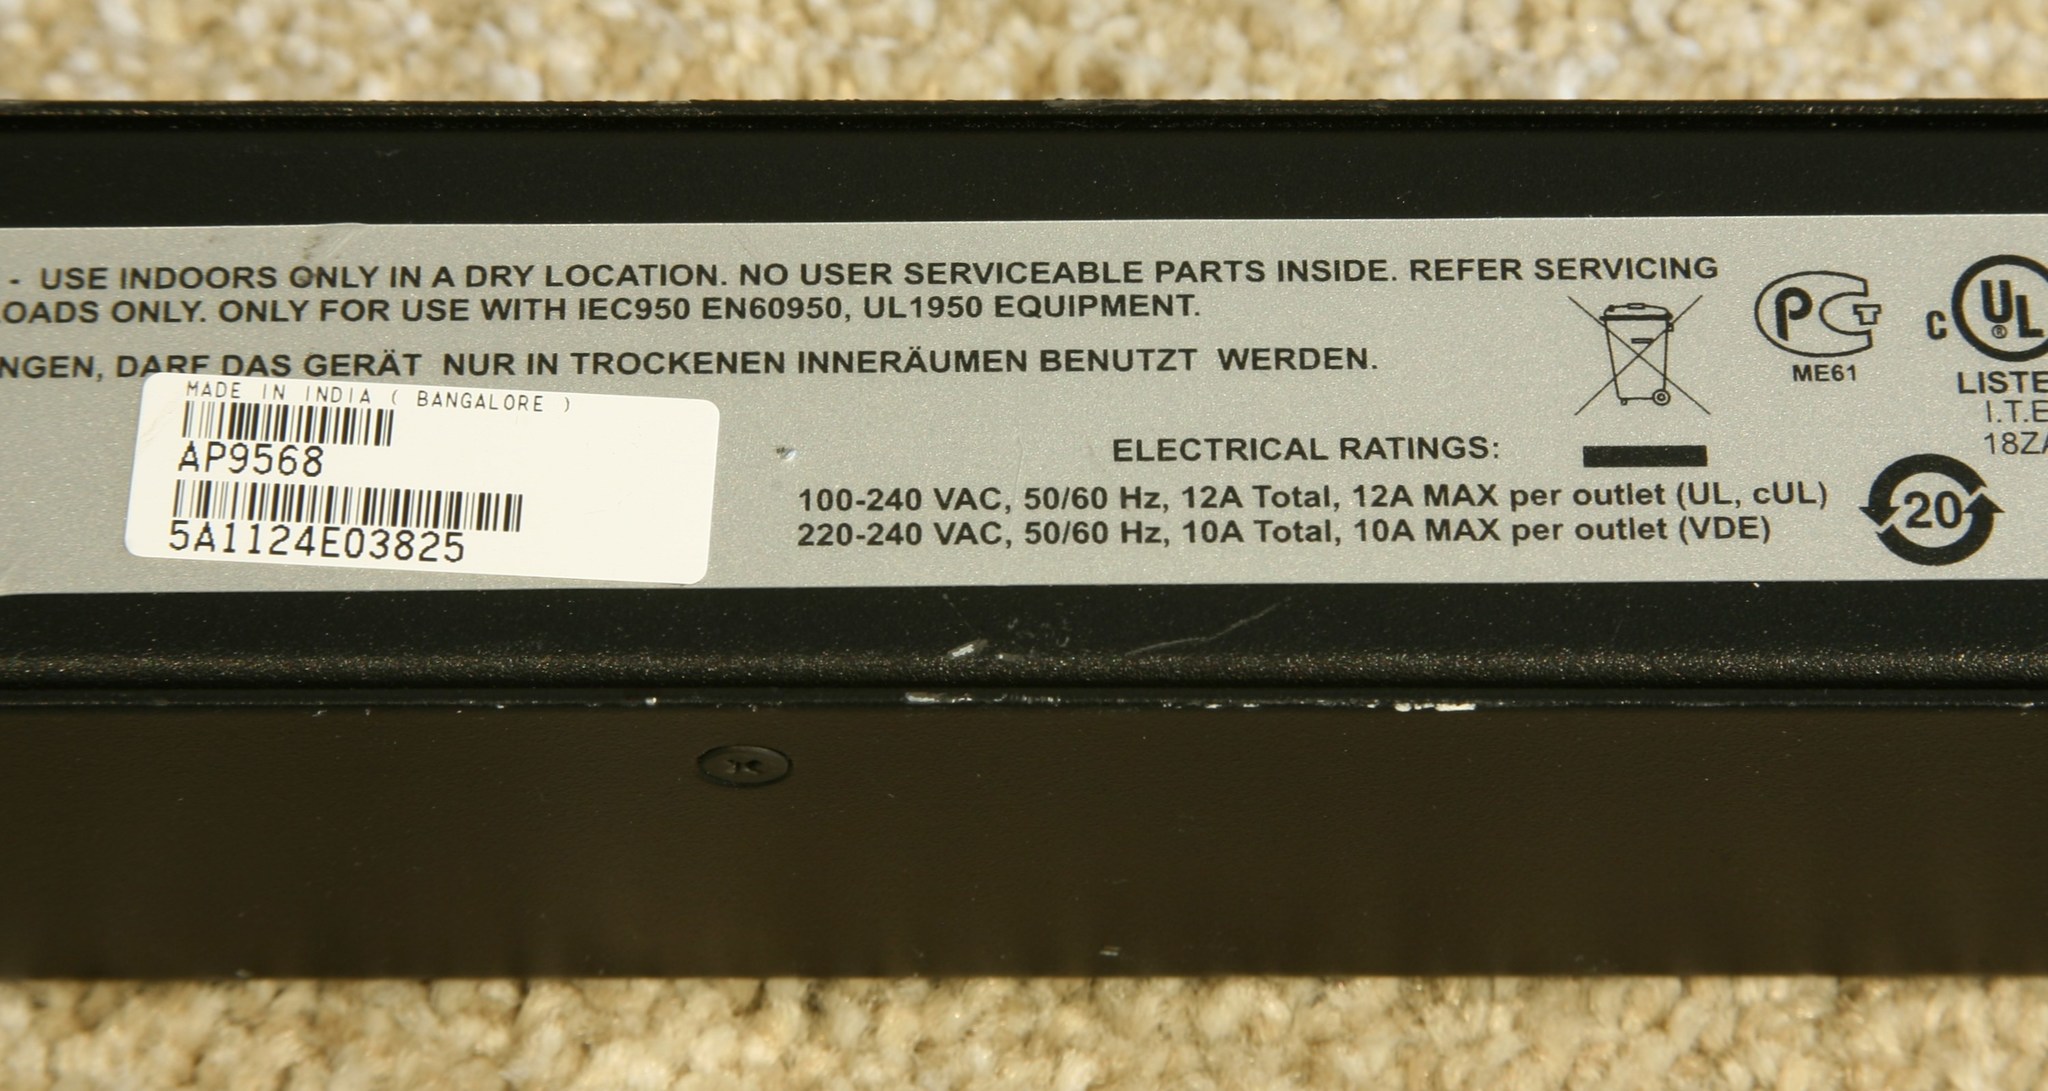 - USE INDOORS ONLY IN A DRY LOCATION. NO USER SERVICEABLE PARTS INSIDE. REFER SERVICING
OADS ONLY. ONLY FOR USE WITH IEC950 EN60950, UL1950 EQUIPMENT.
NGEN, DARF DAS GERÄT NUR IN TROCKENEN INNERÄUMEN BENUTZT WERDEN.
MADE IN INDIA ( BANGALORE )
AP9568
5A1124E03825
ELECTRICAL RATINGS:
100-240 VAC, 50/60 Hz, 12A Total, 12A MAX per outlet (UL, cUL)
220-240 VAC, 50/60 Hz, 10A Total, 10A MAX per outlet (VDE)
PCT
ME61
C UL ®
LISTE
I.T.E
18ZA
20